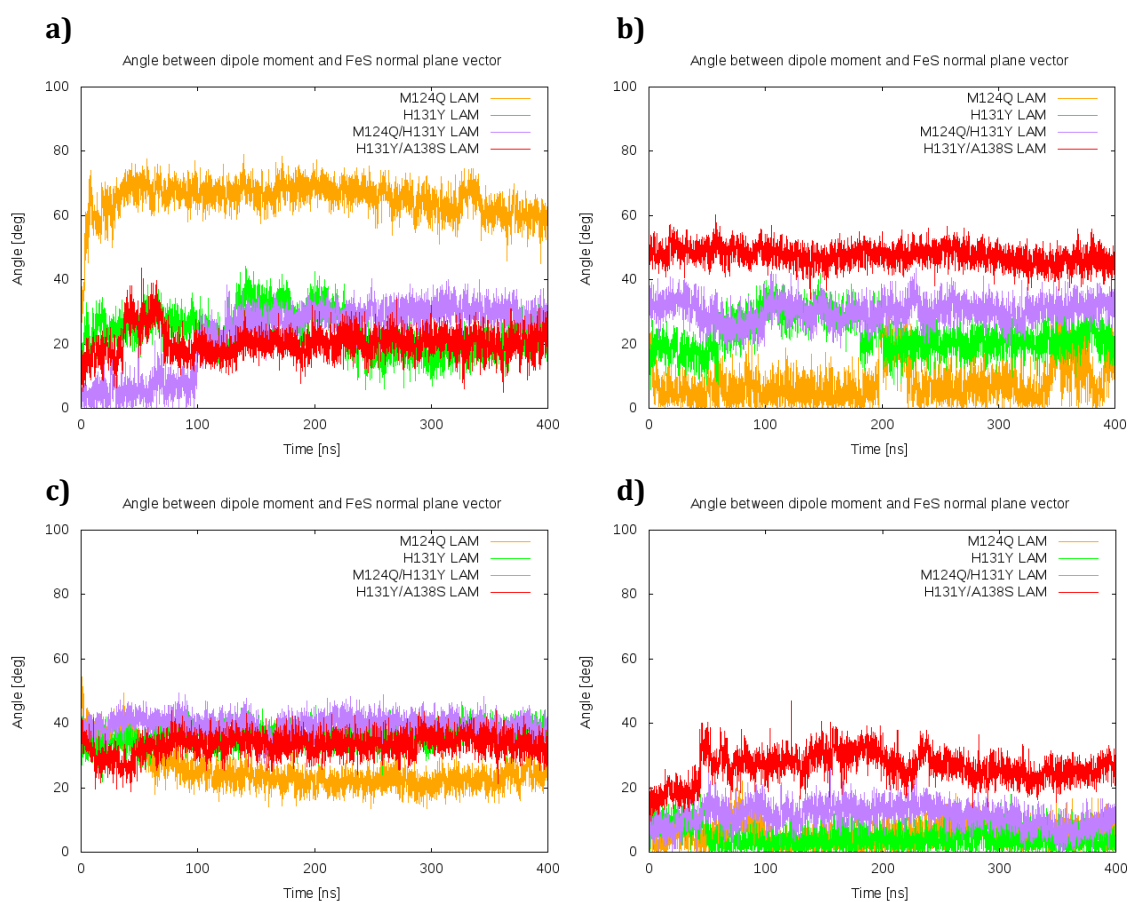 a)
Angle between dipole moment and FeS normal plane vector
M124Q LAM
H131Y LAM
M124Q/H131Y LAM
H131Y/A138S LAM
100
80
60
40
20
0
Angle [deg]
0 100 200 300 400
Time [ns]
b)
Angle between dipole moment and FeS normal plane vector
M124Q LAM
H131Y LAM
M124Q/H131Y LAM
H131Y/A138S LAM
100
80
60
40
20
0
Angle [deg]
0 100 200 300 400
Time [ns]
c)
Angle between dipole moment and FeS normal plane vector
M124Q LAM
H131Y LAM
M124Q/H131Y LAM
H131Y/A138S LAM
100
80
60
40
20
0
Angle [deg]
0 100 200 300 400
Time [ns]
d)
Angle between dipole moment and FeS normal plane vector
M124Q LAM
H131Y LAM
M124Q/H131Y LAM
H131Y/A138S LAM
100
80
60
40
20
0
Angle [deg]
0 100 200 300 400
Time [ns]